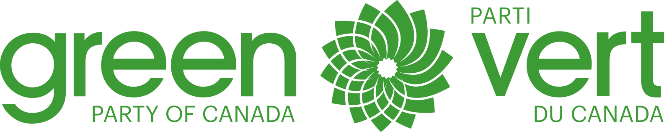 green
PARTY OF CANADA
PARTI
vert
DU CANADA